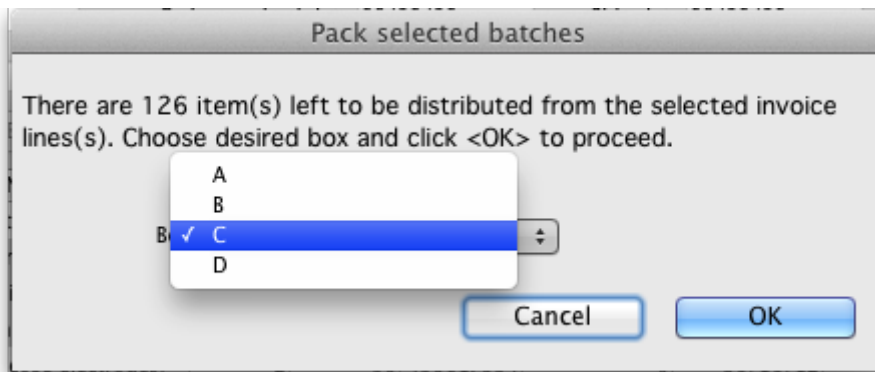 Pack selected batches
There are 126 item(s) left to be distributed from the selected invoice
lines(s). Choose desired box and click <OK> to proceed.
A
B
✓ C
D
Cancel OK